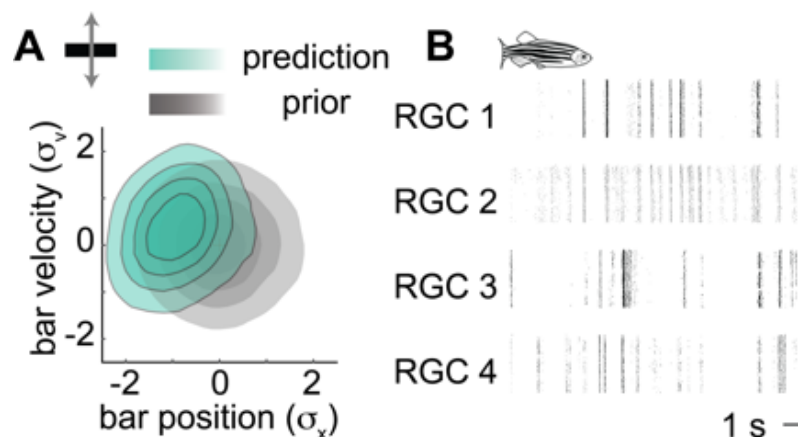 A
prediction
prior
bar velocity (σᵥ)
2
0
-2
-2 0 2
bar position (σₓ)
B
RGC 1
RGC 2
RGC 3
RGC 4
1 s